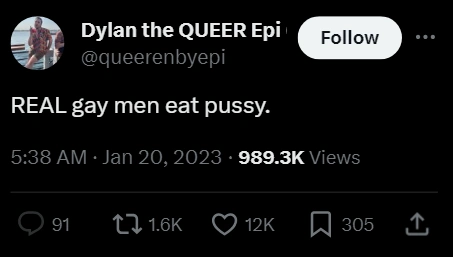 Dylan the QUEER Epi
Follow
@queerenbyepi
REAL gay men eat pussy.
5:38 AM · Jan 20, 2023 · 989.3K Views
91 1.6K 12K 305